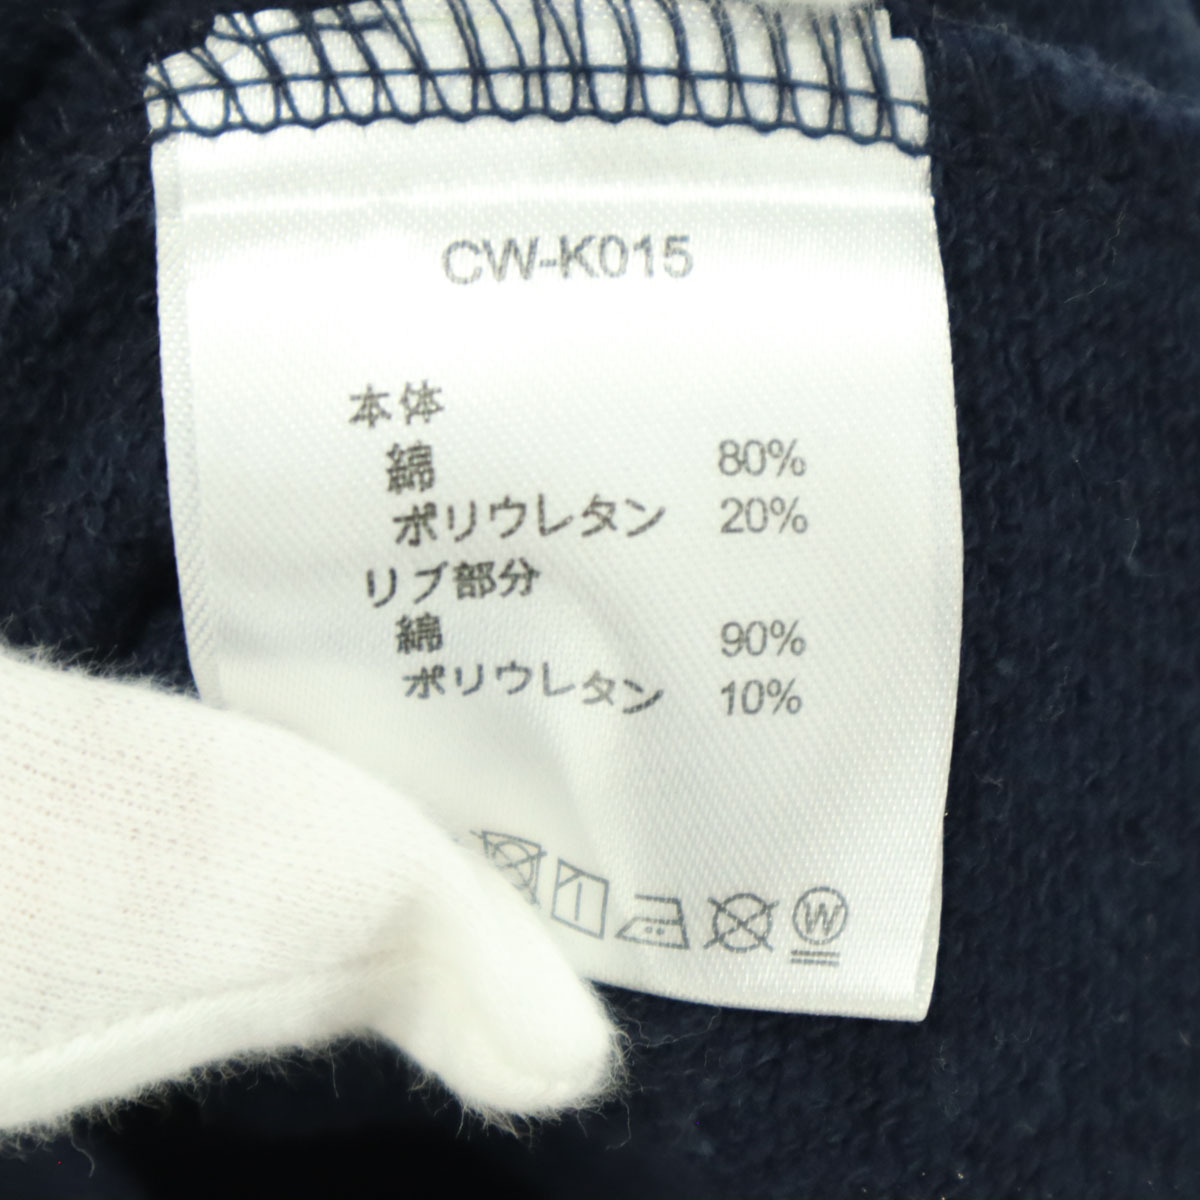 CW-K015
本体
綿 80%
ポリウレタン 20%
リブ部分
綿 90%
ポリウレタン 10%
W